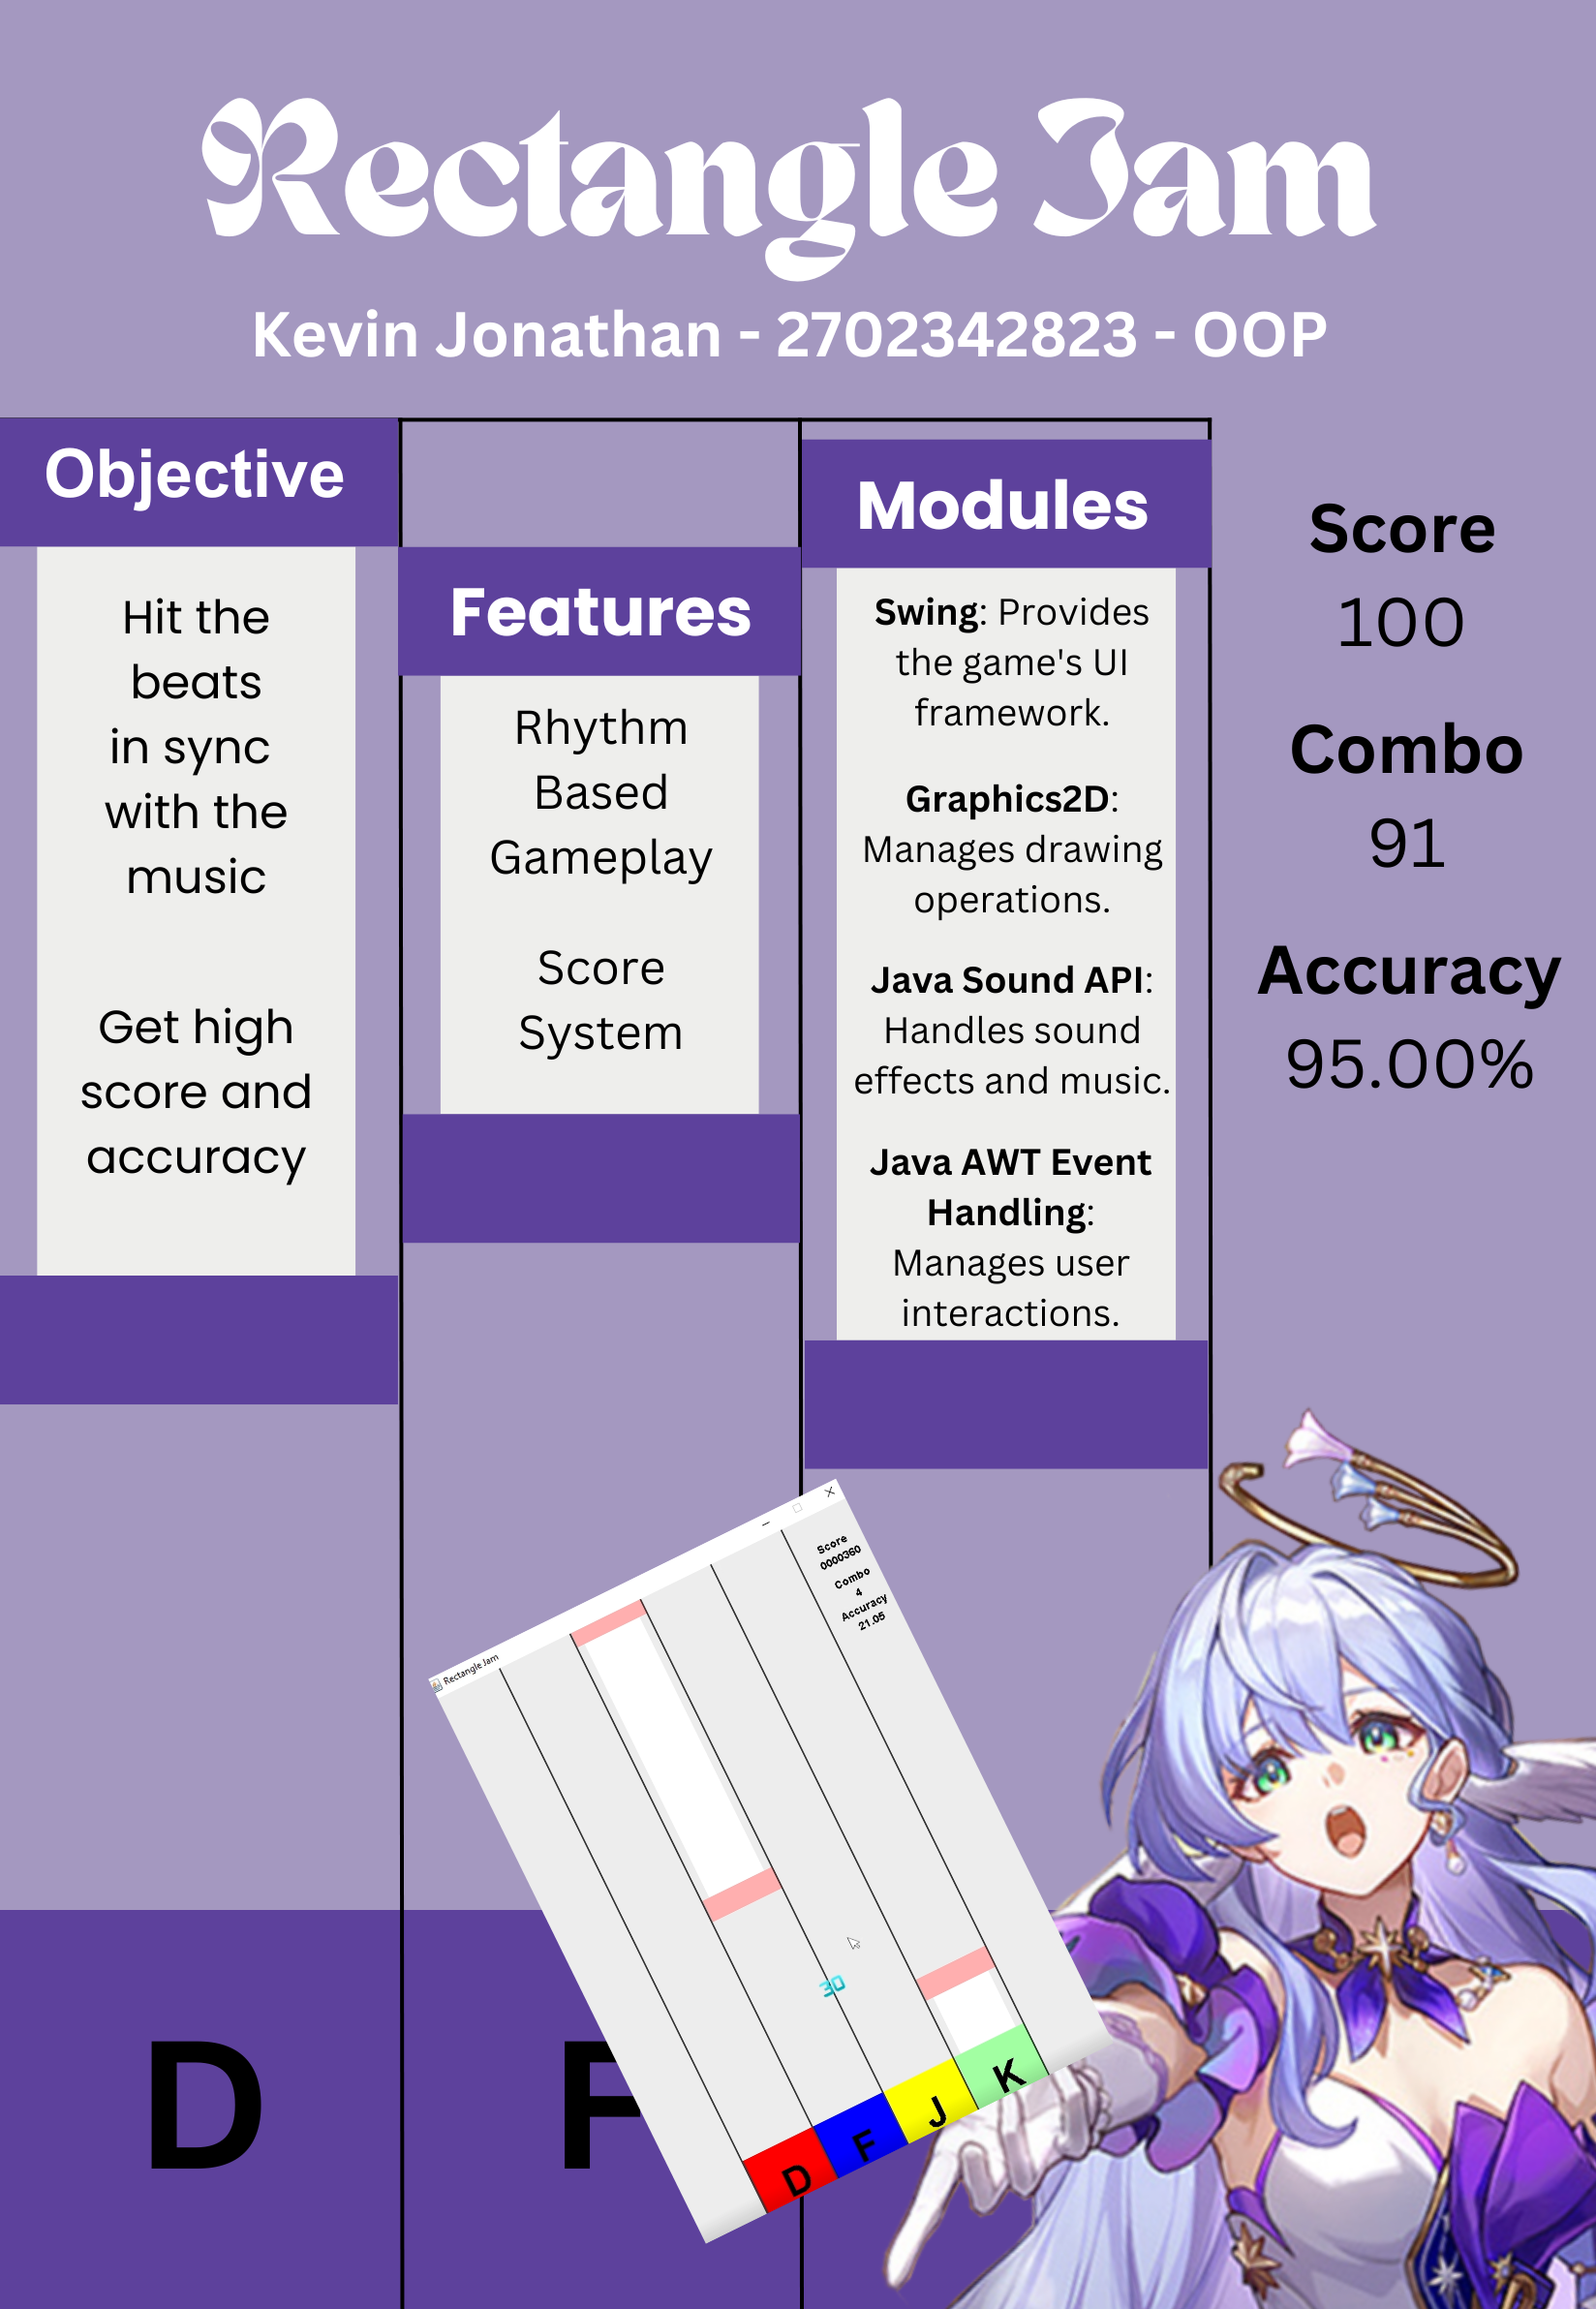 Rectangle Jam
Kevin Jonathan - 2702342823 - OOP
Objective
Hit the
beats
in sync
with the
music
Get high
score and
accuracy
Features
Rhythm
Based
Gameplay
Score
System
Modules
Swing: Provides
the game's UI
framework.
Graphics2D:
Manages drawing
operations.
Java Sound API:
Handles sound
effects and music.
Java AWT Event
Handling:
Manages user
interactions.
Score
100
Combo
91
Accuracy
95.00%
Rectangle Jam
Score
0000360
Combo
4
Accuracy
21.05
30
D
F
J
K
D
F